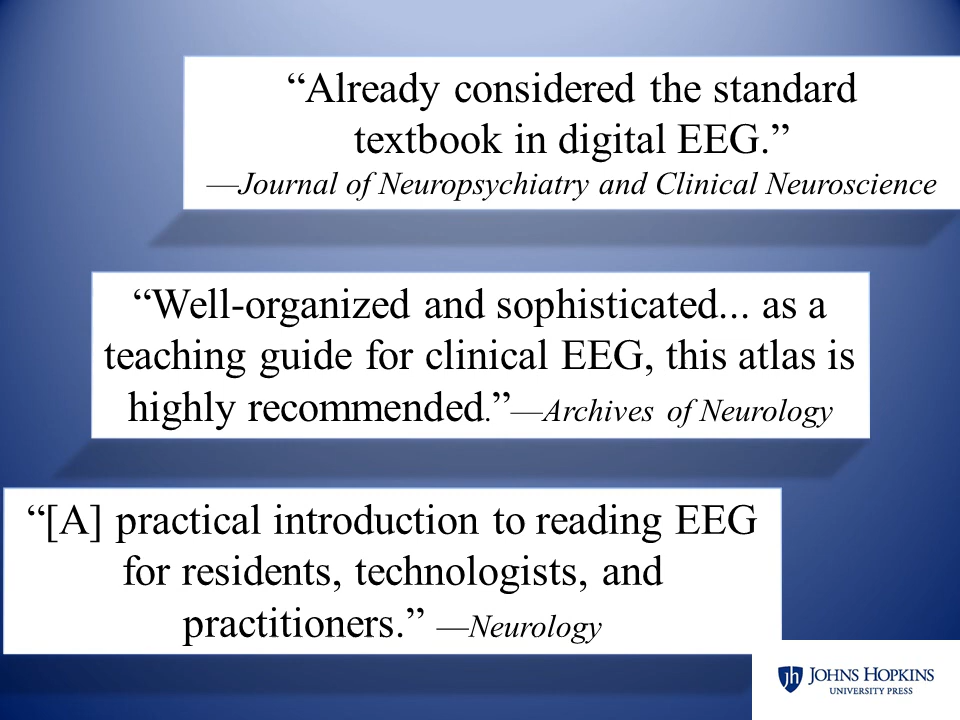 “Already considered the standard
textbook in digital EEG.”
—Journal of Neuropsychiatry and Clinical Neuroscience
“Well-organized and sophisticated... as a
teaching guide for clinical EEG, this atlas is
highly recommended.”—Archives of Neurology
“[A] practical introduction to reading EEG
for residents, technologists, and
practitioners.” —Neurology
jh
JOHNS HOPKINS
UNIVERSITY PRESS